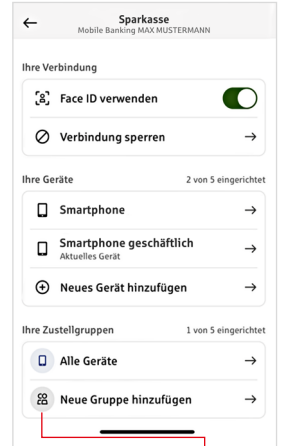 Sparkasse
Mobile Banking MAX MUSTERMANN
Ihre Verbindung
Face ID verwenden
Verbindung sperren
Ihre Geräte 2 von 5 eingerichtet
Smartphone
Smartphone geschäftlich
Aktuelles Gerät
Neues Gerät hinzufügen
Ihre Zustellgruppen 1 von 5 eingerichtet
Alle Geräte
Neue Gruppe hinzufügen